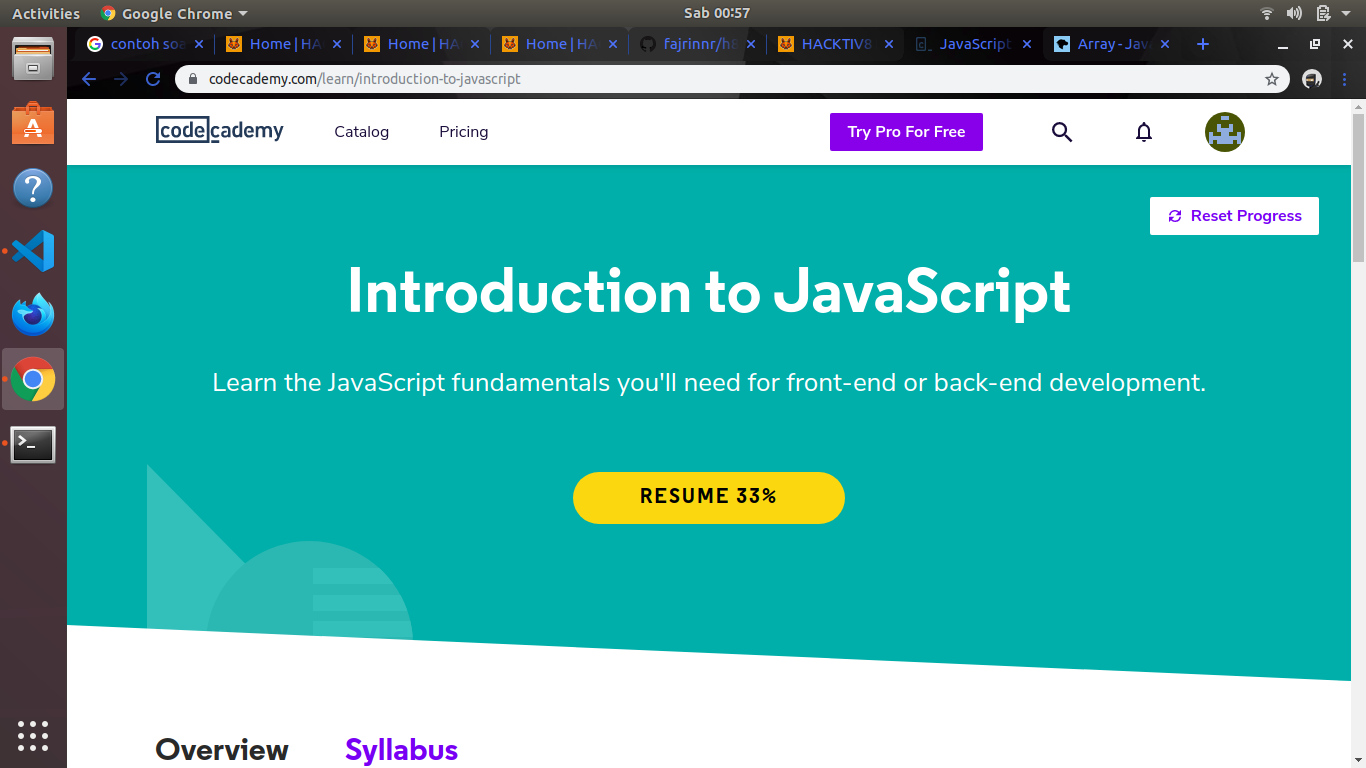 Activities Google Chrome Sab 00:57
contoh soa Home | HA Home | HA Home | HA fajrinnr/h8 HACKTIV8 JavaScript Array - Jav
codecademy.com/learn/introduction-to-javascript
codecademy Catalog Pricing Try Pro For Free
Reset Progress
Introduction to JavaScript
Learn the JavaScript fundamentals you'll need for front-end or back-end development.
RESUME 33%
Overview Syllabus